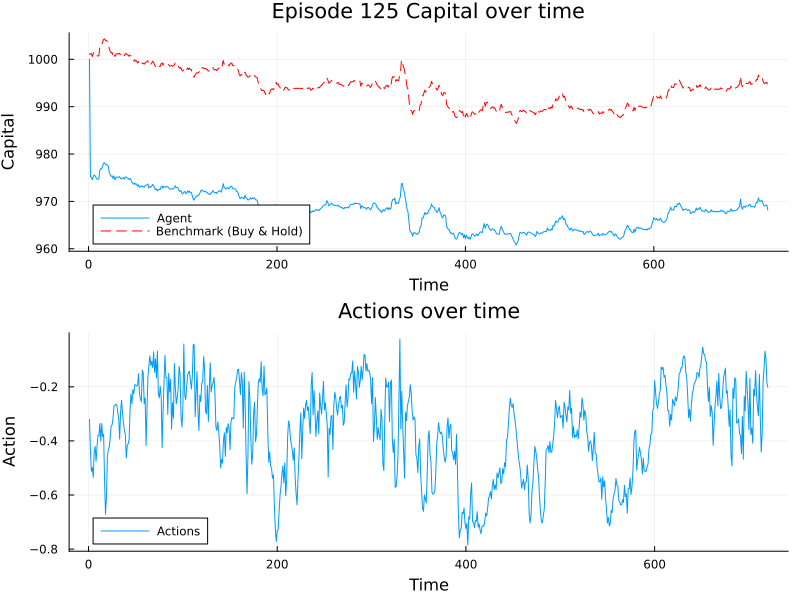 Episode 125 Capital over time
1000
990
980
970
960
Capital
Agent
Benchmark (Buy & Hold)
0 200 400 600
Time
Actions over time
−0.2
−0.4
−0.6
−0.8
Action
Actions
0 200 400 600
Time